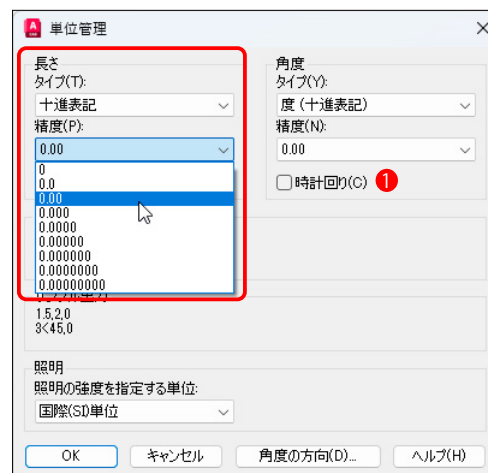 単位管理
長さ
タイプ(T):
十進表記
精度(P):
0.00
0
0.0
0.00
0.000
0.0000
0.00000
0.000000
0.0000000
0.00000000
角度
タイプ(Y):
度 (十進表記)
精度(N):
0.00
時計回り(C) 1
1.5,2,0
3<45,0
照明
照明の強度を指定する単位:
国際(SI)単位
OK キャンセル 角度の方向(D)... ヘルプ(H)